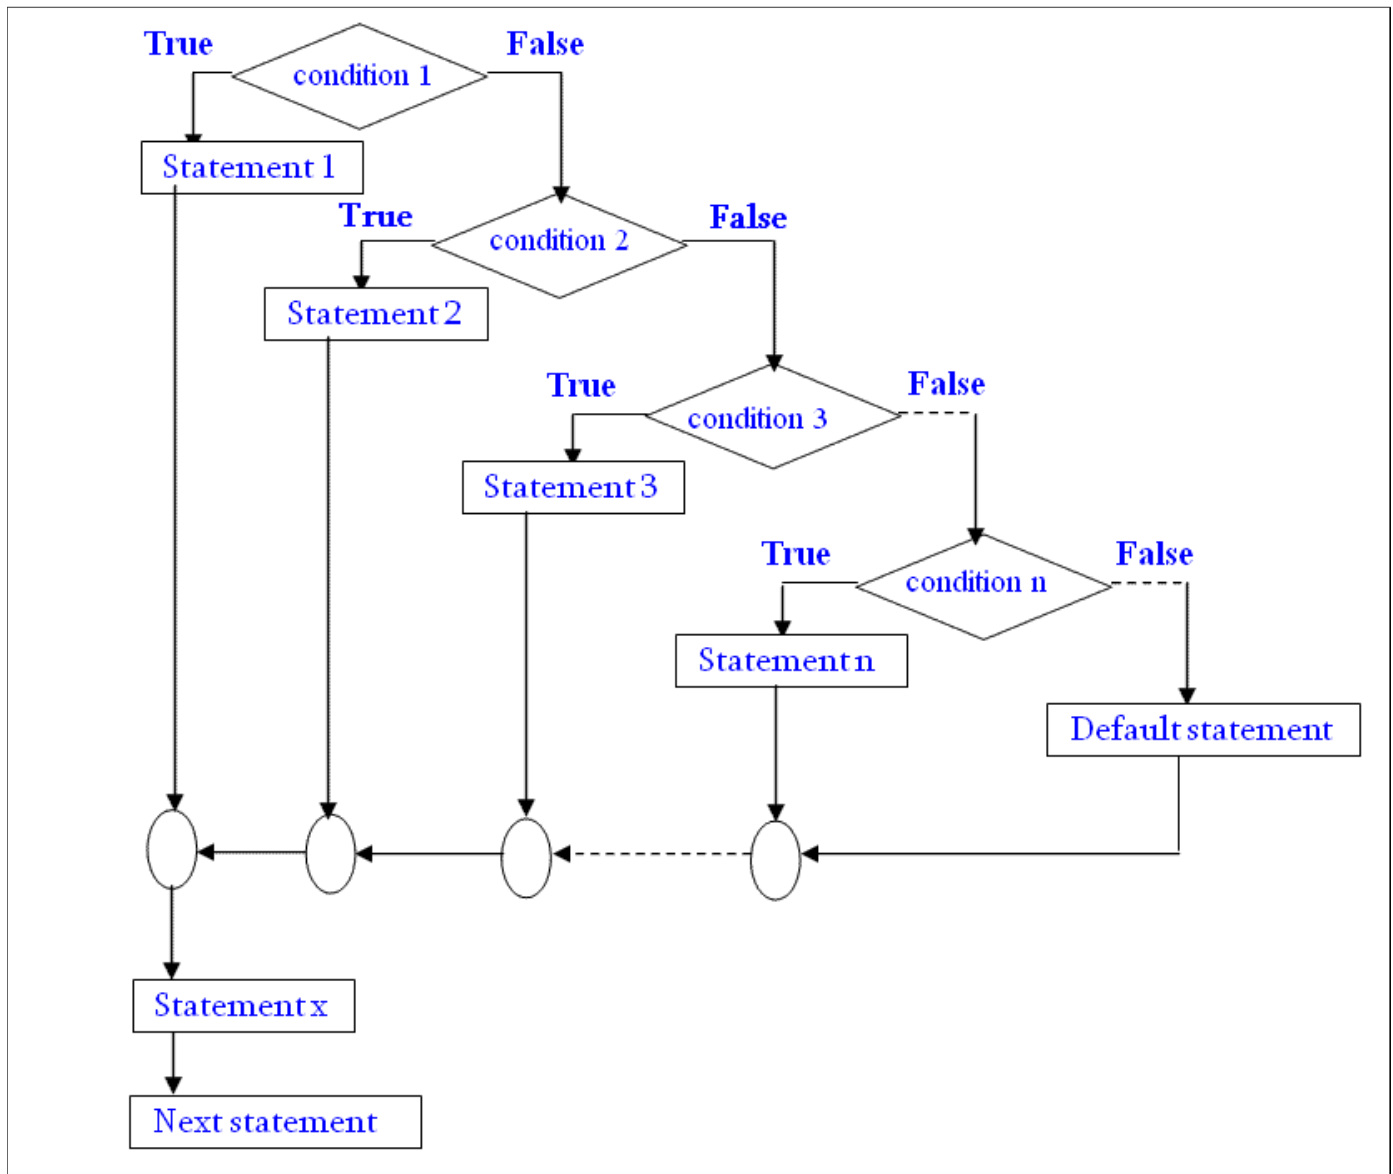 True
False
condition 1
Statement 1
True
False
condition 2
Statement 2
True
False
condition 3
Statement 3
True
False
condition n
Statement n
Default statement
Statement x
Next statement